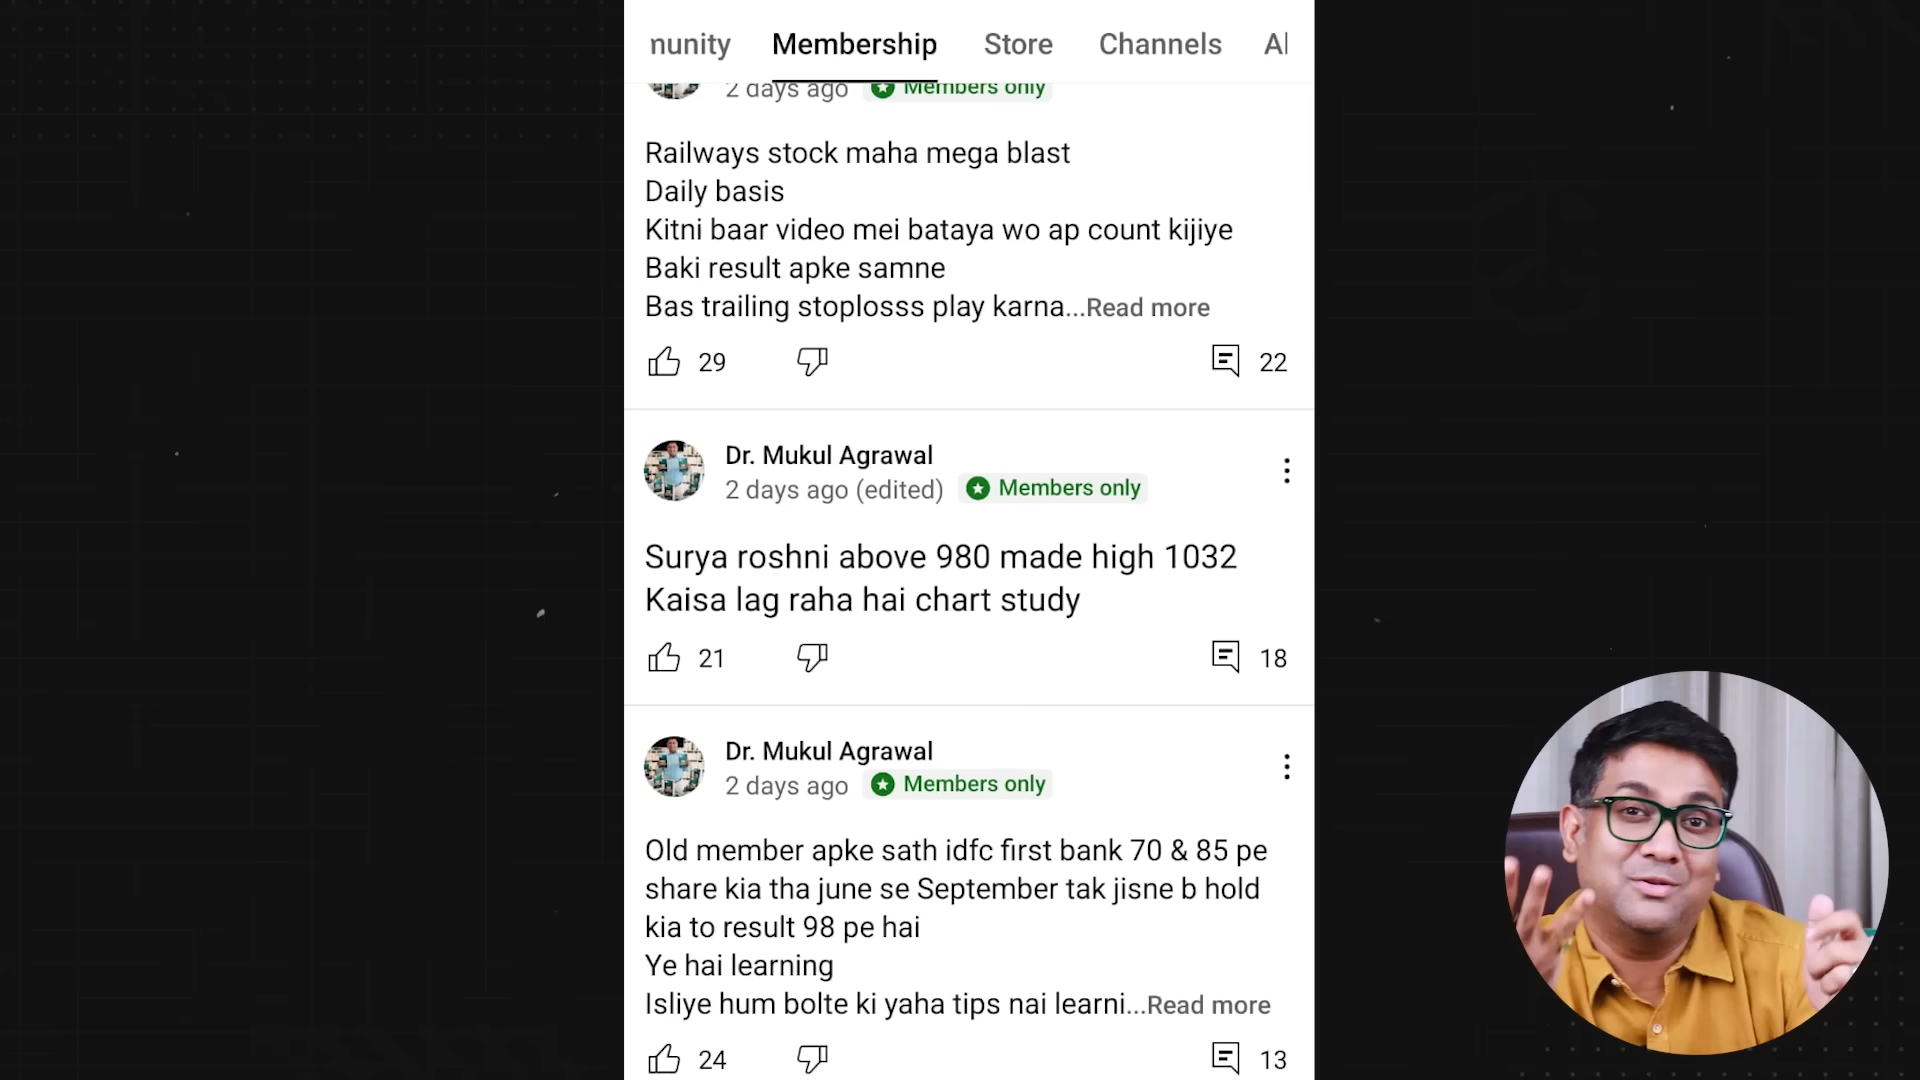 Membership
Store
Channels
2 days ago
Members only
Railways stock maha mega blast
Daily basis
Kitni baar video mei bataya wo ap count kijiye
Baki result apke samne
Bas trailing stoplosss play karna...Read more
29
22
Dr. Mukul Agrawal
2 days ago (edited)
Members only
Surya roshni above 980 made high 1032
Kaisa lag raha hai chart study
21
18
Dr. Mukul Agrawal
2 days ago
Members only
Old member apke sath idfc first bank 70 & 85 pe
share kia tha june se September tak jisne b hold
kia to result 98 pe hai
Ye hai learning
Isliye hum bolte ki yaha tips nai learni...Read more
24
13